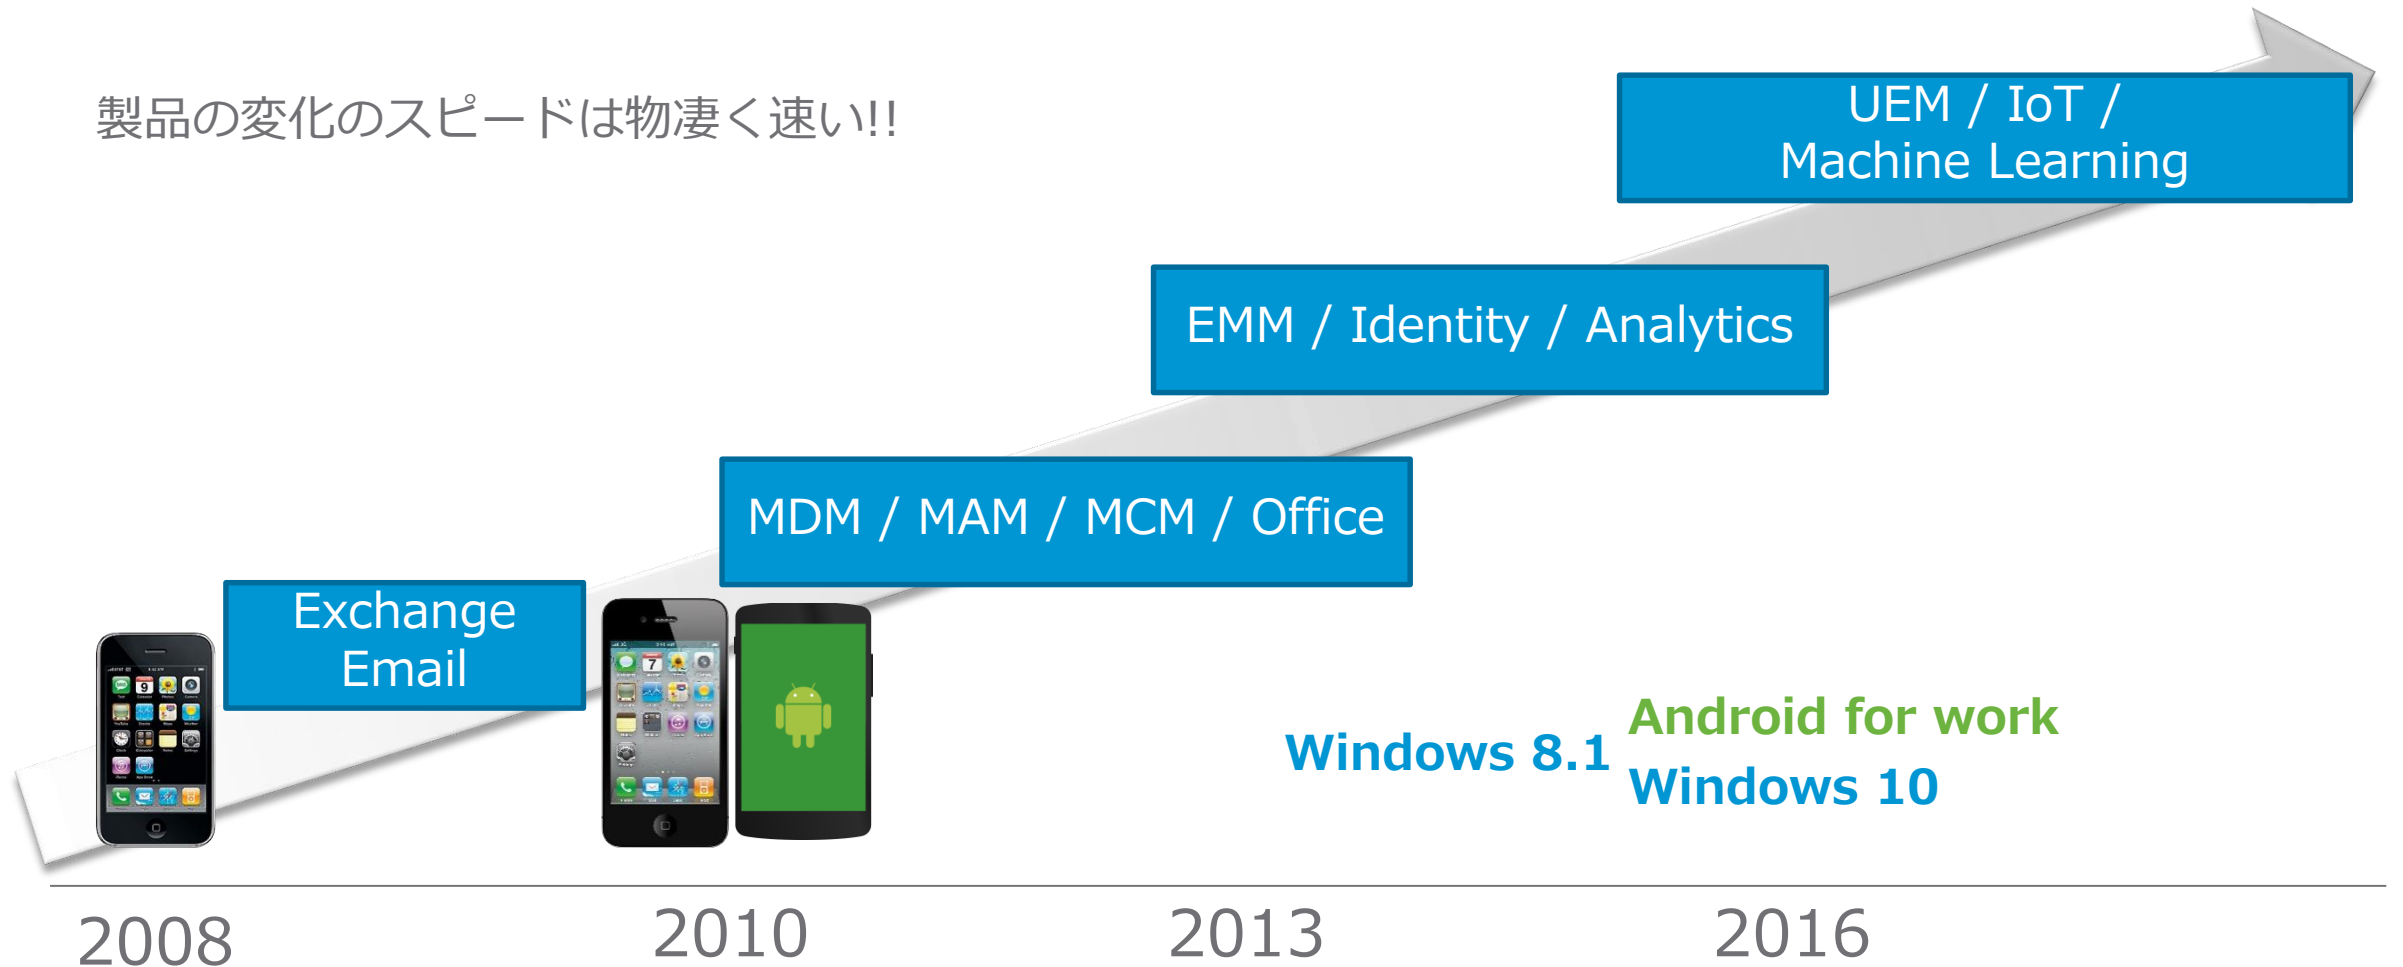 製品の変化のスピードは物凄く速い!!
UEM / IoT /
Machine Learning
EMM / Identity / Analytics
MDM / MAM / MCM / Office
Exchange
Email
Windows 8.1
Android for work
Windows 10
2008
2010
2013
2016